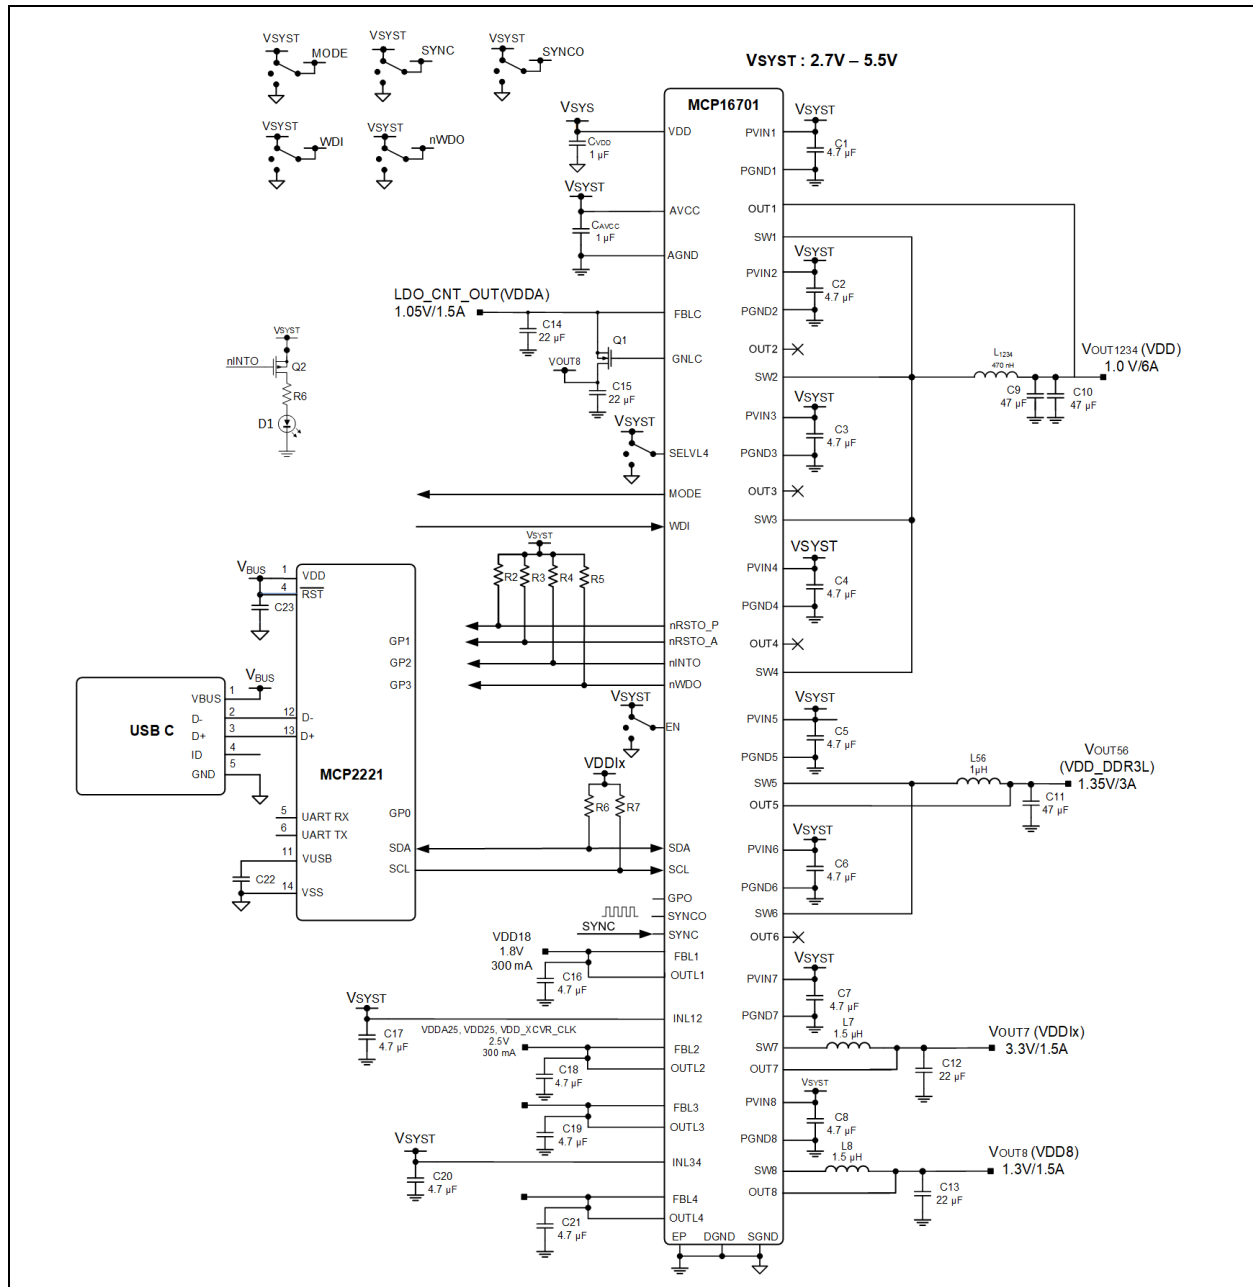 VSYST
MODE
VSYST
SYNC
VSYST
SYNCO
VSYST
WDI
VSYST
nWDO
VSYST : 2.7V – 5.5V
MCP16701
VSYS
VDD
CVDD
1 µF
VSYST
AVCC
CAVCC
1 µF
AGND
LDO_CNT_OUT(VDDA)
1.05V/1.5A
FBLC
C14
22 µF
Q1
GNLC
VOUT8
C15
22 µF
VSYST
SELVL4
VSYST
nINTO
Q2
R6
D1
MODE
WDI
VSYST
R2
R3
R4
R5
nRSTO_P
nRSTO_A
nINTO
nWDO
VSYST
EN
VDDIx
R6
R7
SDA
SCL
GPO
SYNCO
SYNC
SYNC
VBUS
1
VDD
4
RST
C23
GP1
GP2
GP3
VBUS
USB C
VBUS
1
D-
2
12
D-
D+
3
13
D+
ID
4
GND
5
MCP2221
GP0
5
UART RX
6
UART TX
11
VUSB
SDA
SCL
C22
14
VSS
VDD18
1.8V
300 mA
FBL1
C16
4.7 µF
OUTL1
VSYST
INL12
C17
4.7 µF
VDDA25, VDD25, VDD_XCVR_CLK
2.5V
300 mA
FBL2
C18
4.7 µF
OUTL2
FBL3
C19
4.7 µF
OUTL3
VSYST
INL34
C20
4.7 µF
FBL4
C21
4.7 µF
OUTL4
EP
DGND
SGND
VSYST
PVIN1
C1
4.7 µF
PGND1
OUT1
SW1
VSYST
PVIN2
C2
4.7 µF
PGND2
OUT2
SW2
L1234
470 nH
VOUT1234 (VDD)
1.0 V/6A
C9
47 µF
C10
47 µF
VSYST
PVIN3
C3
4.7 µF
PGND3
OUT3
SW3
VSYST
PVIN4
C4
4.7 µF
PGND4
OUT4
SW4
VSYST
PVIN5
C5
4.7 µF
PGND5
SW5
OUT5
L56
1µH
VOUT56
(VDD_DDR3L)
1.35V/3A
C11
47 µF
VSYST
PVIN6
C6
4.7 µF
PGND6
SW6
OUT6
VSYST
PVIN7
C7
4.7 µF
PGND7
L7
1.5 µH
SW7
OUT7
VOUT7 (VDDIx)
3.3V/1.5A
C12
22 µF
VSYST
PVIN8
C8
4.7 µF
PGND8
L8
1.5 µH
SW8
OUT8
VOUT8 (VDD8)
1.3V/1.5A
C13
22 µF